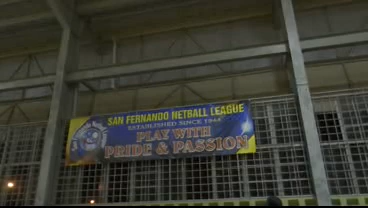 SAN FERNANDO NETBALL LEAGUE
ESTABLISHED SINCE 1944
PLAY WITH
PRIDE & PASSION